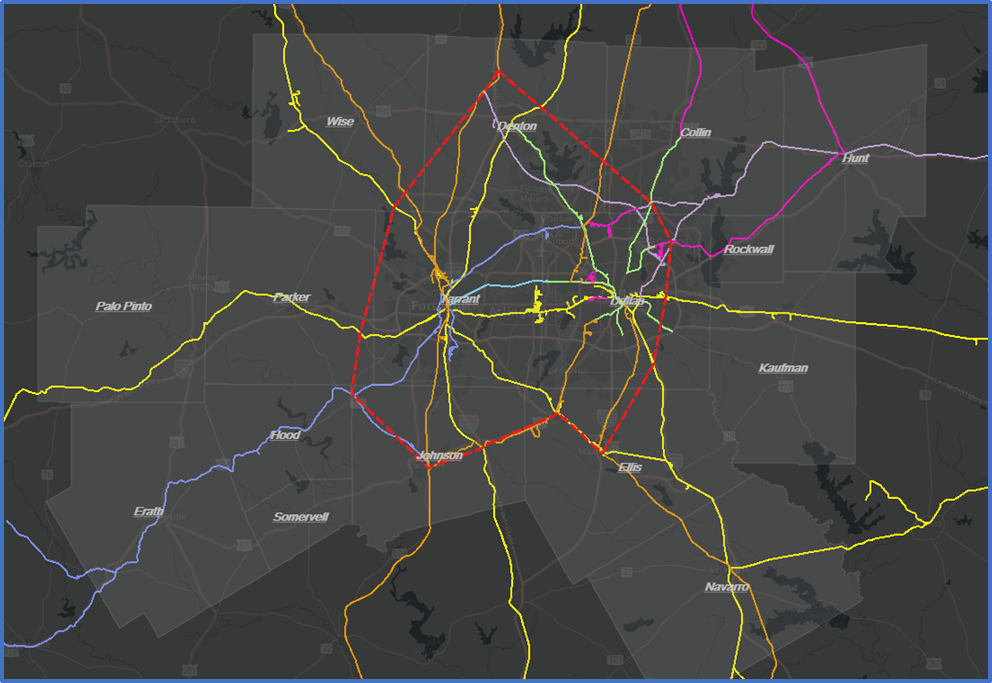 Wise
Denton
Collin
Hunt
Rockwall
Palo Pinto
Parker
Tarrant
Dallas
Kaufman
Hood
Johnson
Ellis
Erath
Somervell
Navarro